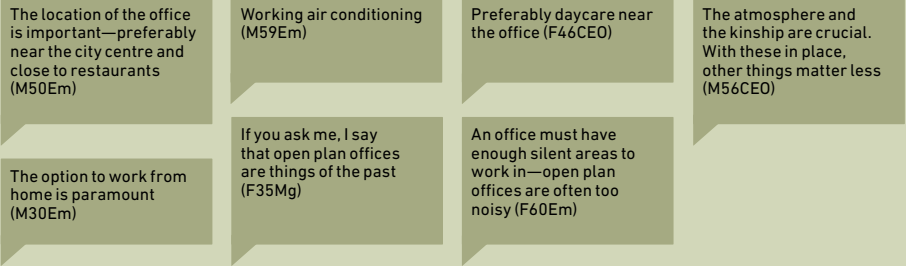 The location of the office
is important—preferably
near the city centre and
close to restaurants
(M50Em)
Working air conditioning
(M59Em)
Preferably daycare near
the office (F46CEO)
The atmosphere and
the kinship are crucial.
With these in place,
other things matter less
(M56CEO)
The option to work from
home is paramount
(M30Em)
If you ask me, I say
that open plan offices
are things of the past
(F35Mg)
An office must have
enough silent areas to
work in—open plan
offices are often too
noisy (F60Em)